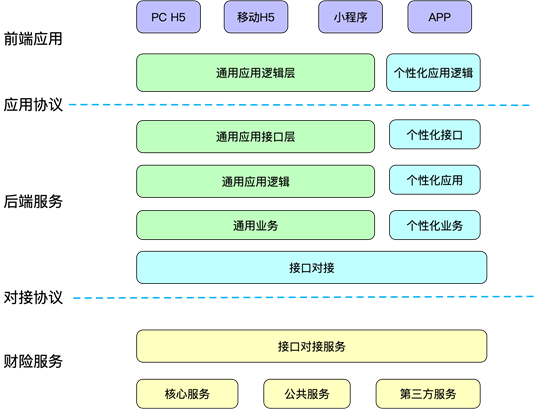 PC H5
移动H5
小程序
APP
前端应用
通用应用逻辑层
个性化应用逻辑
应用协议
通用应用接口层
个性化接口
通用应用逻辑
个性化应用
后端服务
通用业务
个性化业务
接口对接
对接协议
接口对接服务
财险服务
核心服务
公共服务
第三方服务